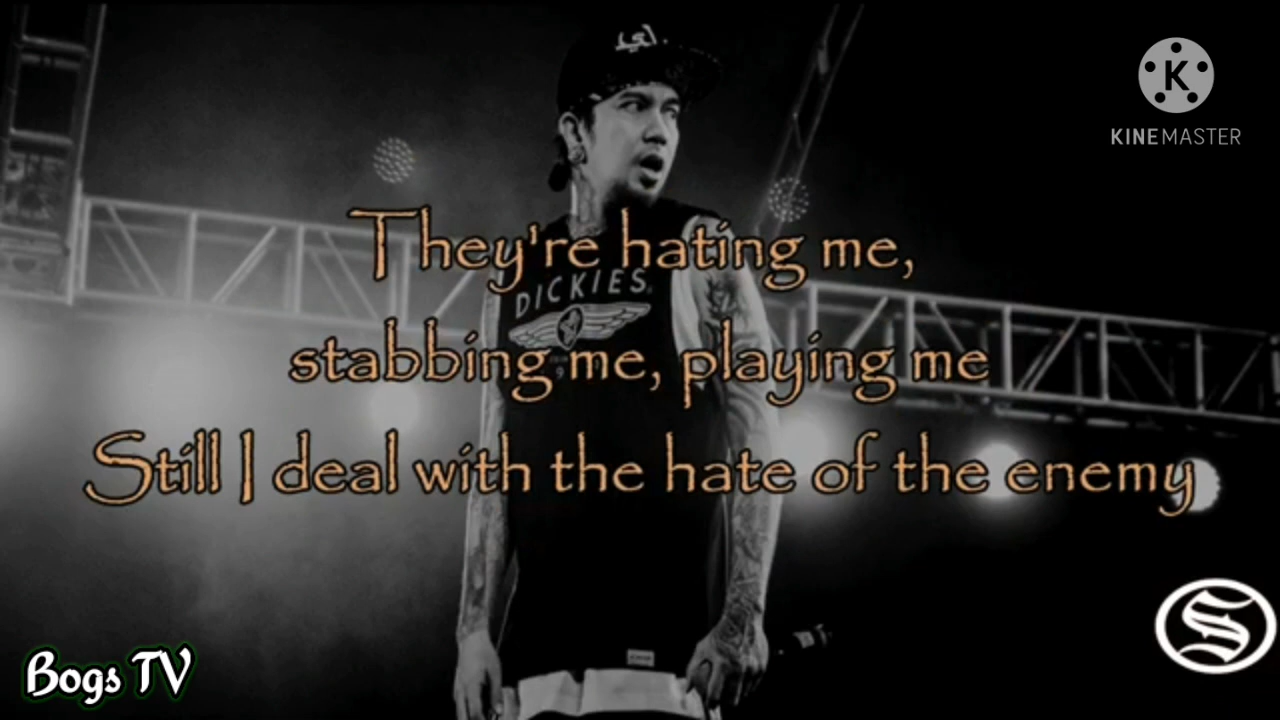 K
KINEMASTER
They're hating me,
DICKIES
stabbing me, playing me
Still I deal with the hate of the enemy
S
Bogs TV